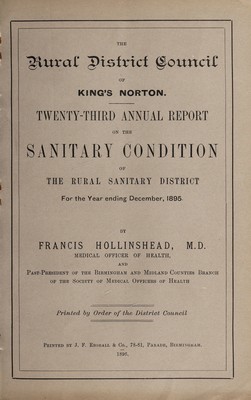 THE
Rural District Council
OF
KING'S NORTON.
TWENTY-THIRD ANNUAL REPORT
ON THE
SANITARY CONDITION
OF
THE RURAL SANITARY DISTRICT
For the Year ending December, 1895.
BY
FRANCIS HOLLINSHEAD, M.D.
MEDICAL OFFICER OF HEALTH,
AND
PAST-PRESIDENT OF THE BIRMINGHAM AND MIDLAND COUNTIES BRANCH
OF THE SOCIETY OF MEDICAL OFFICERS OF HEALTH
Printed by Order of the District Council
PRINTED BY J. F. & CO., PARADE, BIRMINGHAM.
1896.